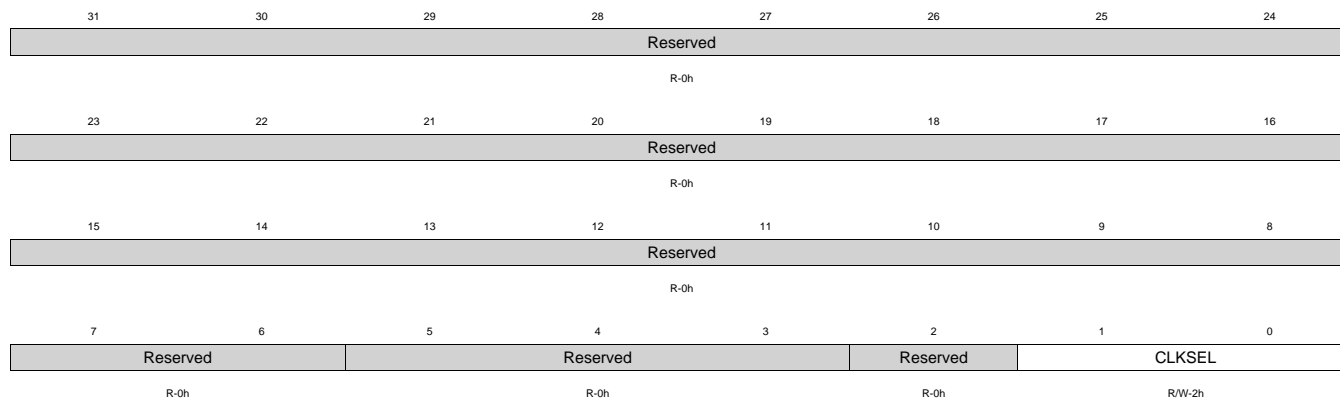 31 30 29 28 27 26 25 24
Reserved
R-0h
23 22 21 20 19 18 17 16
Reserved
R-0h
15 14 13 12 11 10 9 8
Reserved
R-0h
7 6 5 4 3 2 1 0
Reserved Reserved Reserved CLKSEL
R-0h R-0h R-0h R/W-2h